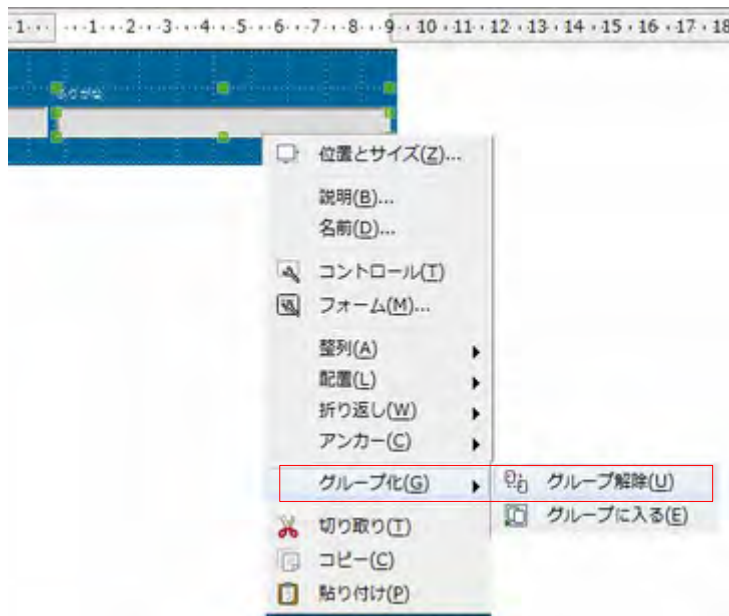 1 1 2 3 4 5 6 7 8 9 10 11 12 13 14 15 16 17 18
ふりがな
位置とサイズ(Z)...
説明(B)...
名前(D)...
コントロール(T)
フォーム(M)...
整列(A)
配置(L)
折り返し(W)
アンカー(C)
グループ化(G) グループ解除(U)
グループに入る(E)
切り取り(T)
コピー(C)
貼り付け(P)